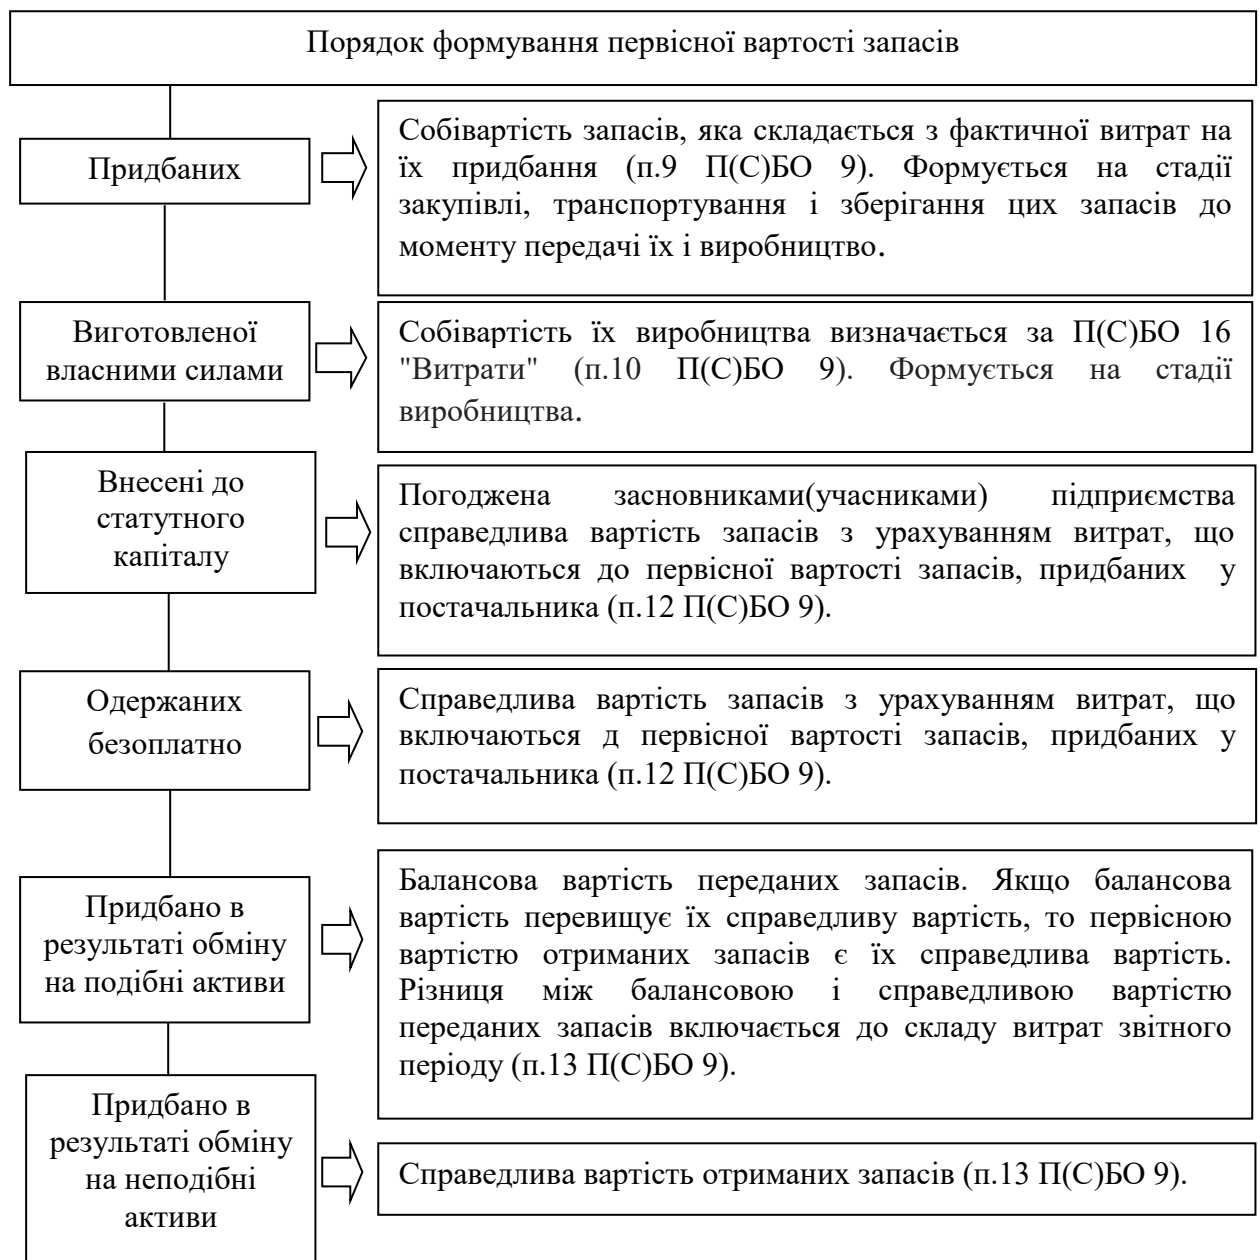 Порядок формування первісної вартості запасів
Придбаних
Собівартість запасів, яка складається з фактичної витрат на
їх придбання (п.9 П(С)БО 9). Формується на стадії
закупівлі, транспортування і зберігання цих запасів до
моменту передачі їх і виробництво.
Виготовленої
власними силами
Собівартість їх виробництва визначається за П(С)БО 16
"Витрати" (п.10 П(С)БО 9). Формується на стадії
виробництва.
Внесені до
статутного
капіталу
Погоджена засновниками(учасниками) підприємства
справедлива вартість запасів з урахуванням витрат, що
включаються до первісної вартості запасів, придбаних у
постачальника (п.12 П(С)БО 9).
Одержаних
безоплатно
Справедлива вартість запасів з урахуванням витрат, що
включаються д первісної вартості запасів, придбаних у
постачальника (п.12 П(С)БО 9).
Придбано в
результаті обміну
на подібні активи
Балансова вартість переданих запасів. Якщо балансова
вартість перевищує їх справедливу вартість, то первісною
вартістю отриманих запасів є їх справедлива вартість.
Різниця між балансовою і справедливою вартістю
переданих запасів включається до складу витрат звітного
періоду (п.13 П(С)БО 9).
Придбано в
результаті обміну
на неподібні
активи
Справедлива вартість отриманих запасів (п.13 П(С)БО 9).